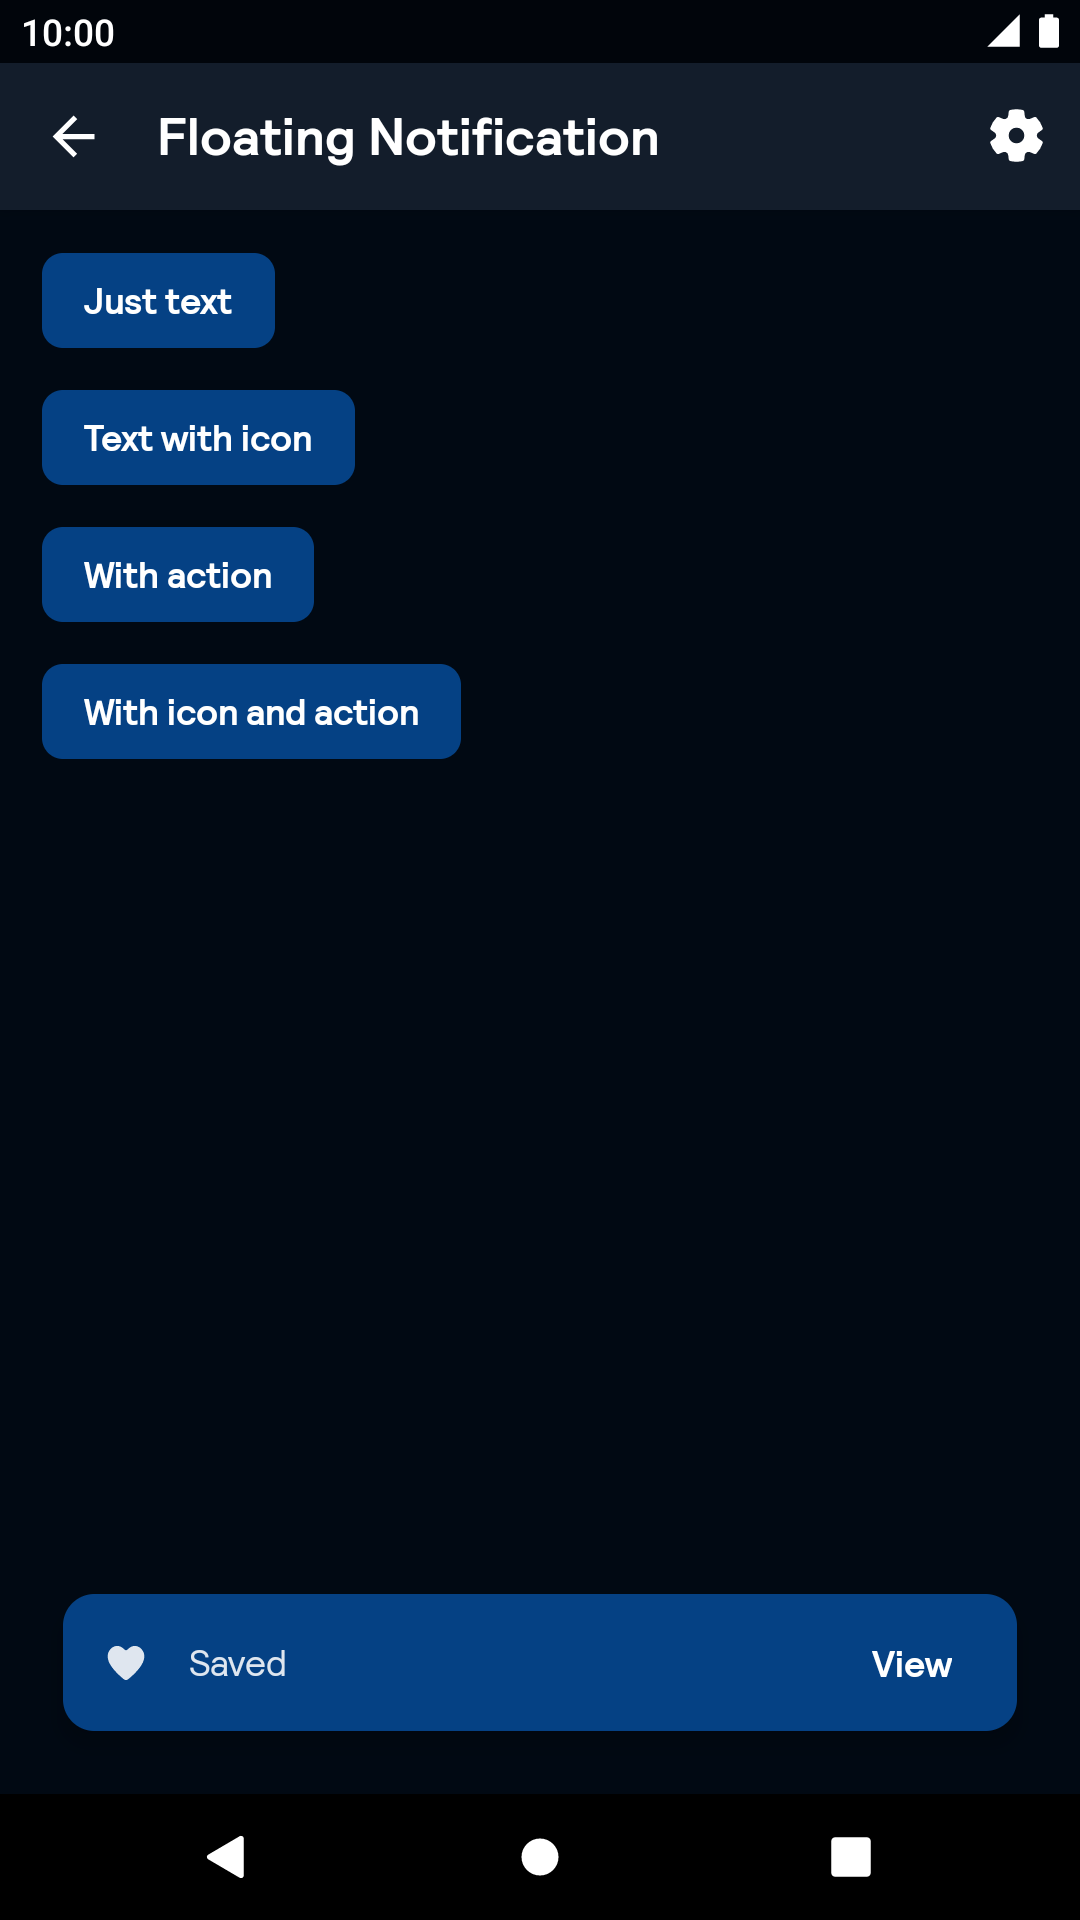 10:00
Floating Notification
Just text
Text with icon
With action
With icon and action
Saved
View